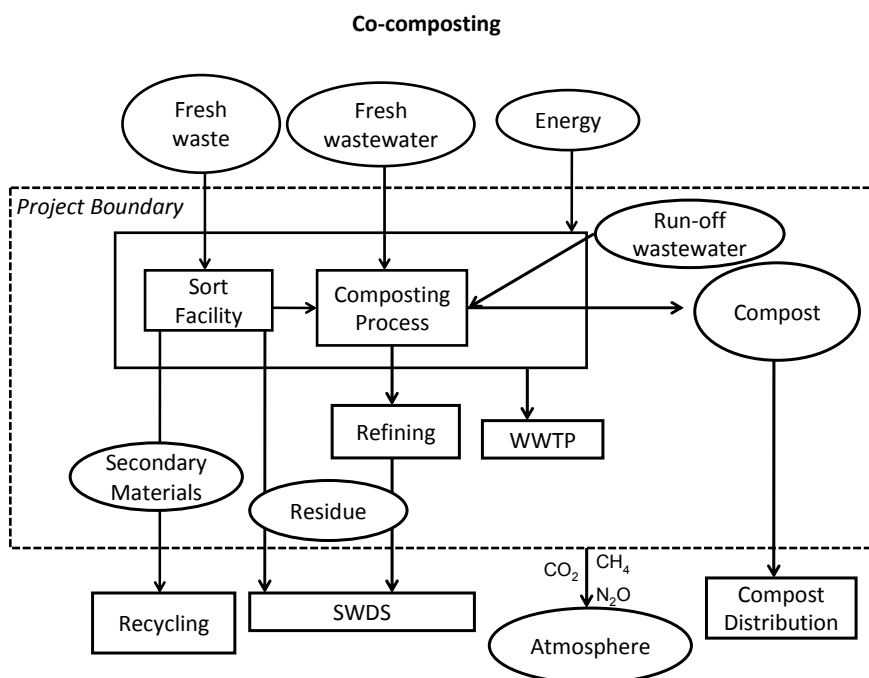 Co-composting
Fresh
waste
Fresh
wastewater
Energy
Project Boundary
Run-off
wastewater
Sort
Facility
Composting
Process
Compost
Refining
WWTP
Secondary
Materials
Residue
CO₂
CH₄
N₂O
Recycling
SWDS
Atmosphere
Compost
Distribution